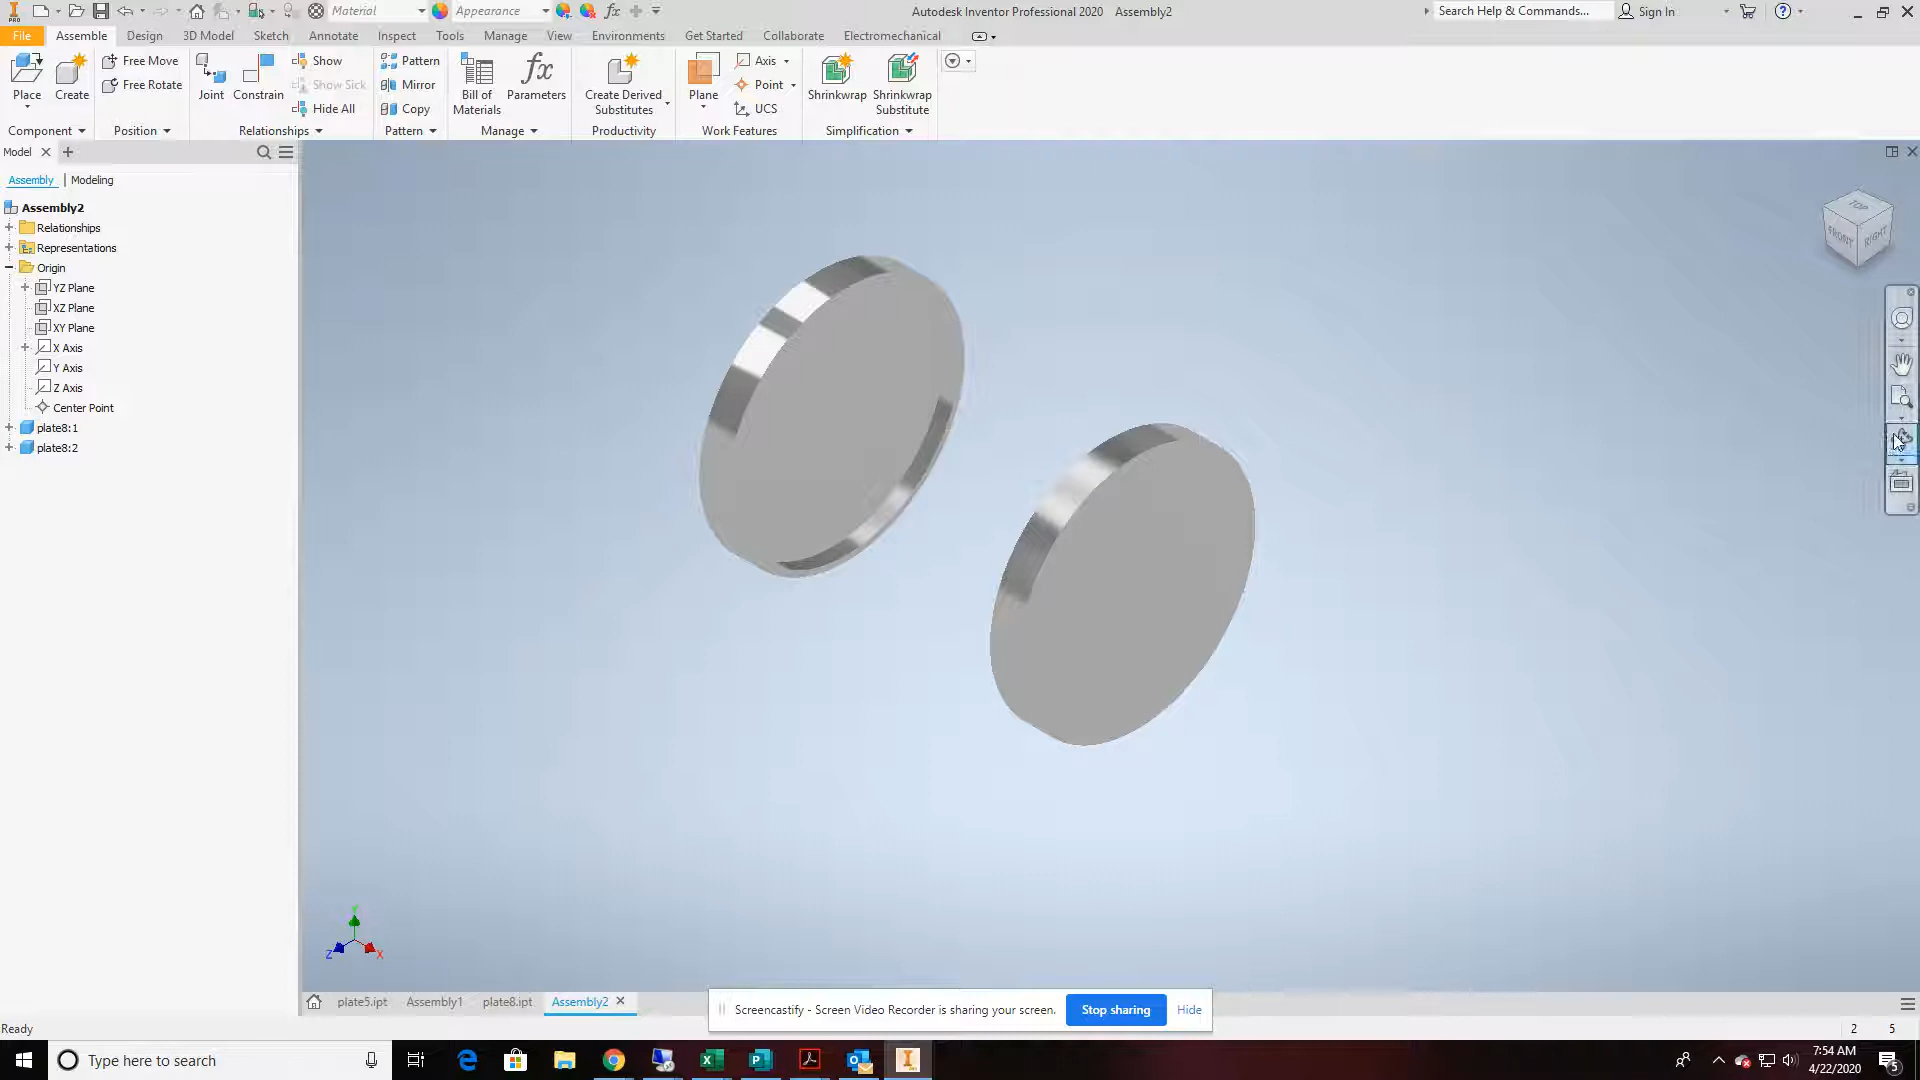 Material
Appearance
Autodesk Inventor Professional 2020 Assembly2
Search Help & Commands...
Sign In
File Assemble Design 3D Model Sketch Annotate Inspect Tools Manage View Environments Get Started Collaborate Electromechanical
Place
Create
Free Move
Free Rotate
Joint
Constrain
Show
Show Sick
Hide All
Pattern
Mirror
Copy
Bill of
Materials
fx
Parameters
Create Derived
Substitutes
Plane
Axis
Point
UCS
Shrinkwrap
Shrinkwrap
Substitute
Component Position Relationships Pattern Manage Productivity Work Features Simplification
Model
Assembly | Modeling
Assembly2
Relationships
Representations
Origin
YZ Plane
XZ Plane
XY Plane
X Axis
Y Axis
Z Axis
Center Point
plate8:1
plate8:2
TOP
FRONT
RIGHT
Y
Z
X
plate5.ipt Assembly1 plate8.ipt Assembly2
Screencastify - Screen Video Recorder is sharing your screen. Stop sharing Hide
Ready
2 5
Type here to search
7:54 AM
4/22/2020
5